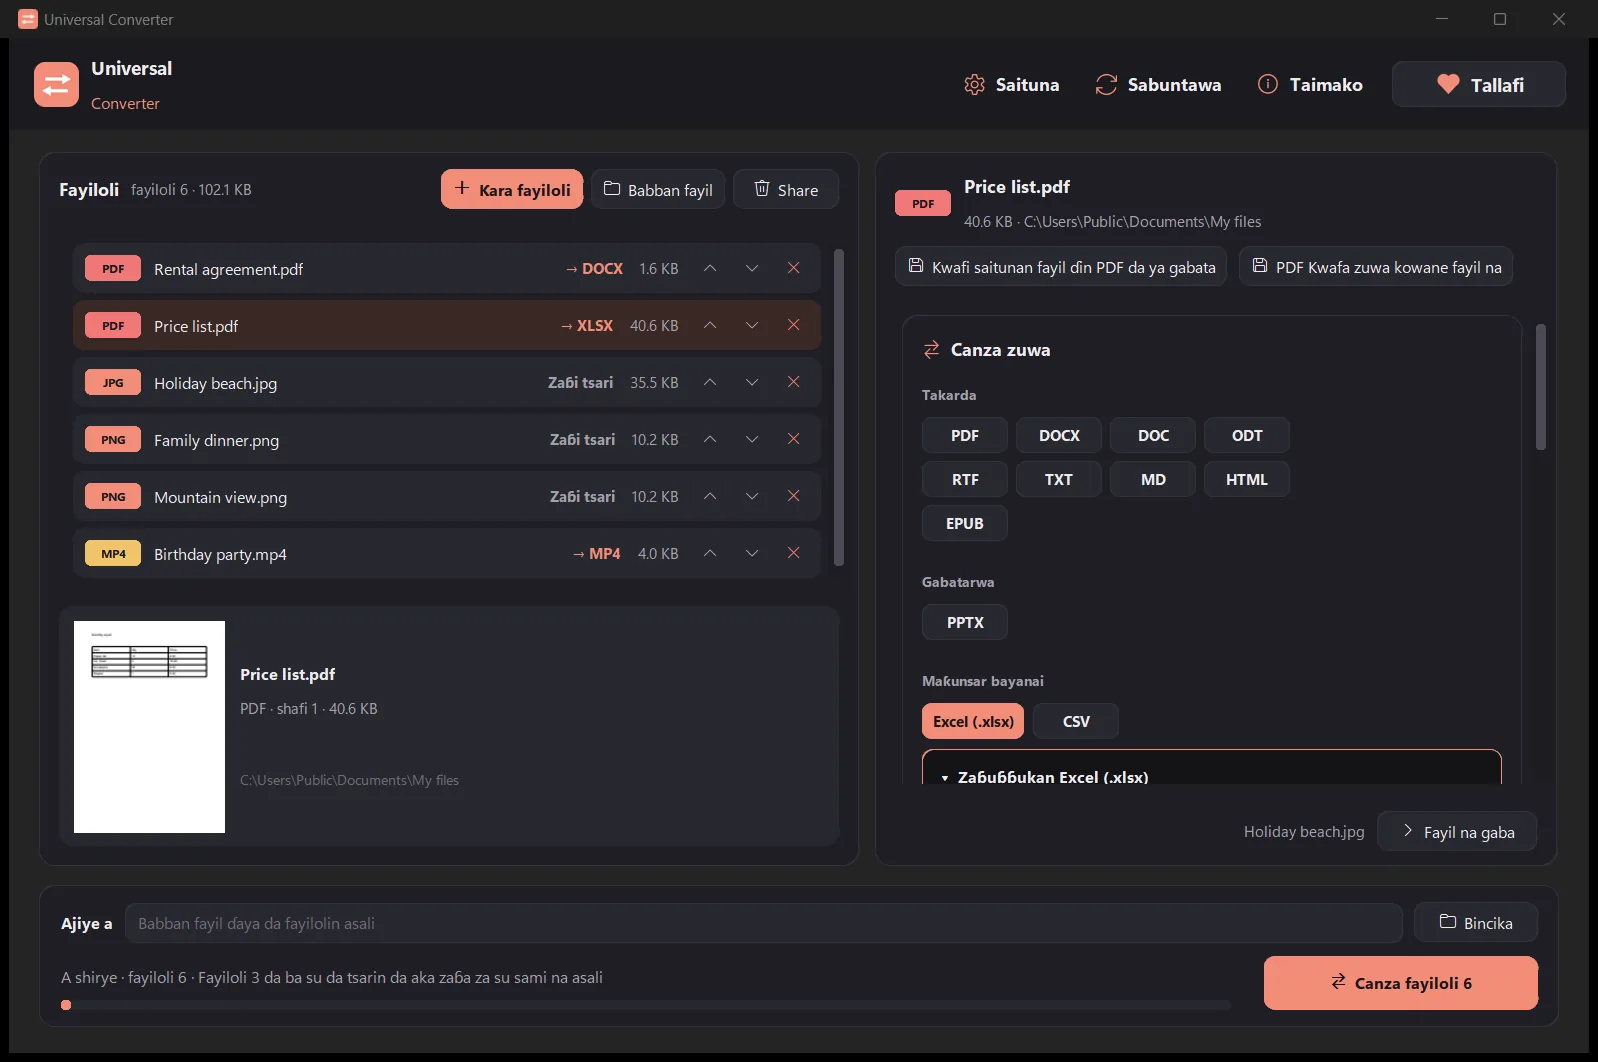 Universal Converter
Universal
Converter
Saituna
Sabuntawa
Taimako
Tallafi
Fayiloli
fayiloli 6 · 102.1 KB
Kara fayiloli
Babban fayil
Share
PDF
Rental agreement.pdf
→ DOCX
1.6 KB
PDF
Price list.pdf
→ XLSX
40.6 KB
JPG
Holiday beach.jpg
Zaɓi tsari
35.5 KB
PNG
Family dinner.png
Zaɓi tsari
10.2 KB
PNG
Mountain view.png
Zaɓi tsari
10.2 KB
MP4
Birthday party.mp4
→ MP4
4.0 KB
Price list.pdf
PDF · shafi 1 · 40.6 KB
C:\Users\Public\Documents\My files
PDF
Price list.pdf
40.6 KB · C:\Users\Public\Documents\My files
Kwafi saitunan fayil ɗin PDF da ya gabata
PDF Kwafa zuwa kowane fayil na
Canza zuwa
Takarda
PDF
DOCX
DOC
ODT
RTF
TXT
MD
HTML
EPUB
Gabatarwa
PPTX
Maƙunsar bayanai
Excel (.xlsx)
CSV
Zaɓuɓɓukan Excel (.xlsx)
Holiday beach.jpg
Fayil na gaba
Ajiye a
Babban fayil daya da fayilolin asali
Bincika
A shirye · fayiloli 6 · Fayiloli 3 da ba su da tsarin da aka zaɓa za su sami na asali
Canza fayiloli 6